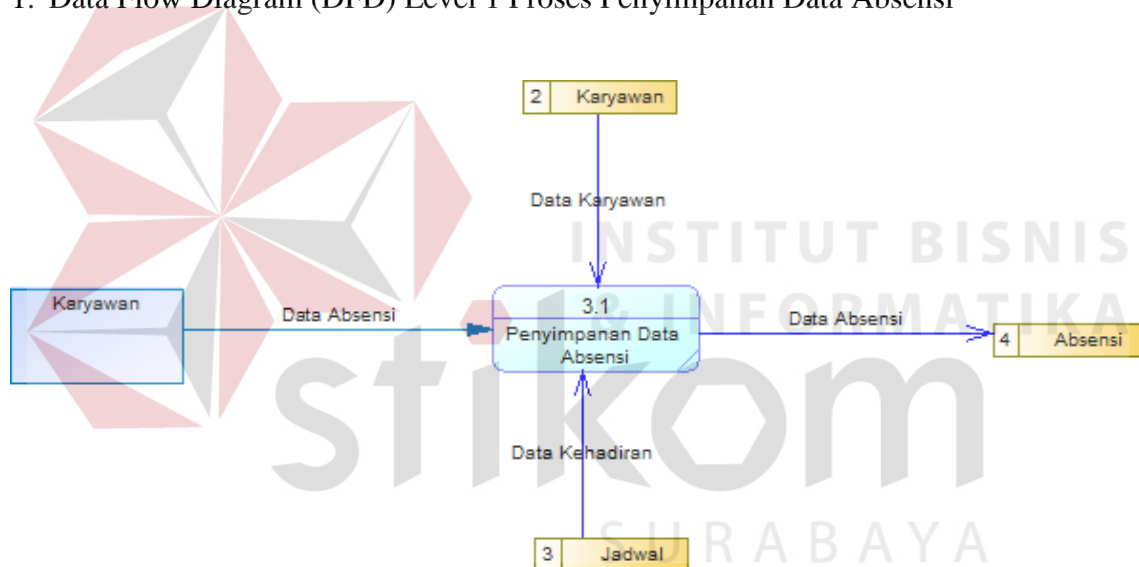 1. Data Flow Diagram (DFD) Level 1 Proses Penyimpanan Data Absensi
2 Karyawan
Data Karyawan
INSTITUT BISNIS
& INFORMATIKA
Karyawan
Data Absensi
3.1
Penyimpanan Data
Absensi
Data Absensi
4 Absensi
stikom
Data Kehadiran
SURABAYA
3 Jadwal